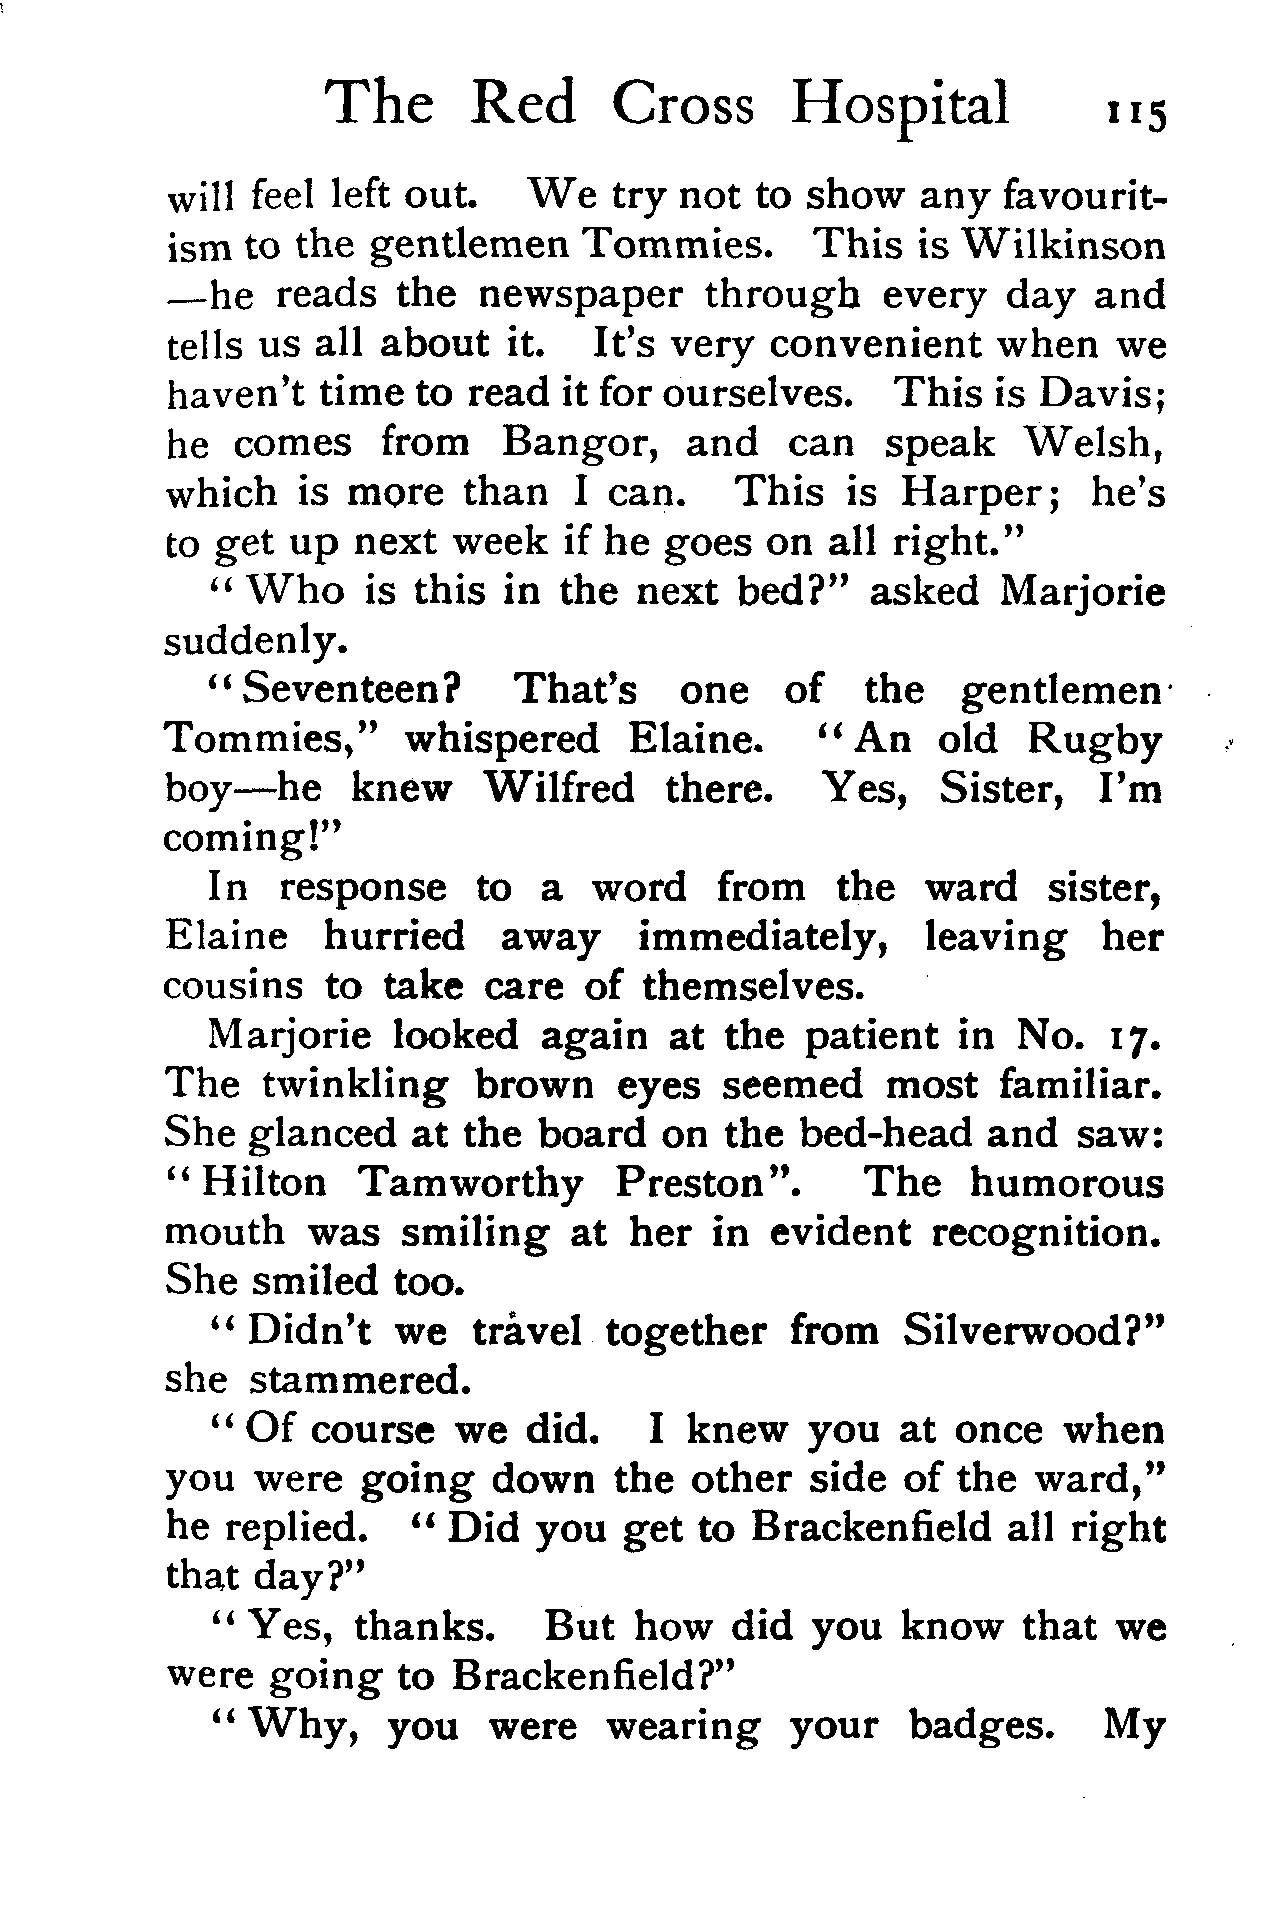 The Red Cross Hospital 115
will feel left out. We try not to show any favourit-
ism to the gentlemen Tommies. This is Wilkinson
—he reads the newspaper through every day and
tells us all about it. It's very convenient when we
haven't time to read it for ourselves. This is Davis;
he comes from Bangor, and can speak Welsh,
which is more than I can. This is Harper; he's
to get up next week if he goes on all right."
"Who is this in the next bed?" asked Marjorie
suddenly.
"Seventeen? That's one of the gentlemen
Tommies," whispered Elaine. "An old Rugby
boy—he knew Wilfred there. Yes, Sister, I'm
coming!"
In response to a word from the ward sister,
Elaine hurried away immediately, leaving her
cousins to take care of themselves.
Marjorie looked again at the patient in No. 17.
The twinkling brown eyes seemed most familiar.
She glanced at the board on the bed-head and saw:
"Hilton Tamworthy Preston". The humorous
mouth was smiling at her in evident recognition.
She smiled too.
"Didn't we travel together from Silverwood?"
she stammered.
"Of course we did. I knew you at once when
you were going down the other side of the ward,"
he replied. "Did you get to Brackenfield all right
that day?"
"Yes, thanks. But how did you know that we
were going to Brackenfield?"
"Why, you were wearing your badges. My